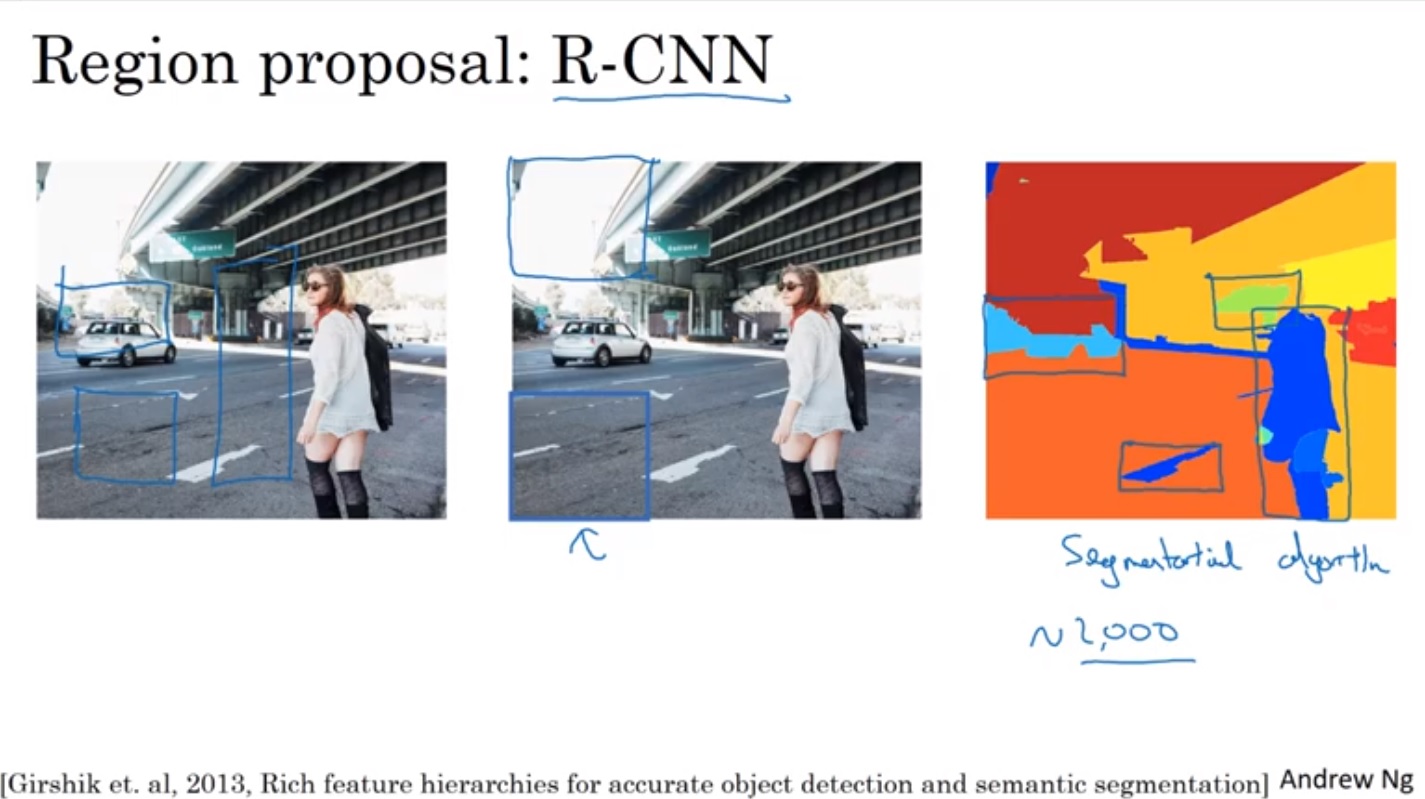 Region proposal: R-CNN
Oakland
Oakland
Segmentation algorithm
~2,000
[Girshik et. al, 2013, Rich feature hierarchies for accurate object detection and semantic segmentation] Andrew Ng